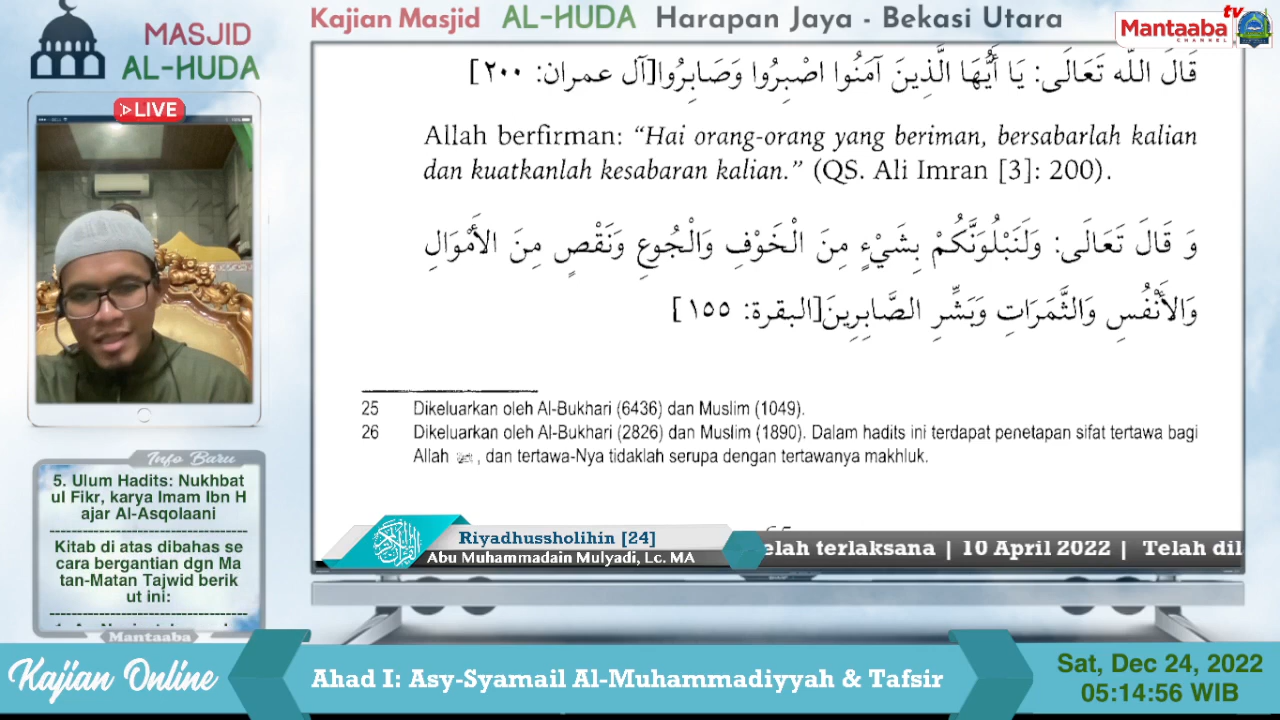 Kajian Masjid AL-HUDA Harapan Jaya - Bekasi Utara
Mantaaba tv
CHANNEL
MASJID
AL-HUDA
LIVE
قَالَ اللَّه تَعَالَى: يَا أَيُّهَا الَّذِينَ آمَنُوا اصْبِرُوا وَصَابِرُوا[آل عمران: ٢٠٠]
Allah berfirman: “Hai orang-orang yang beriman, bersabarlah kalian
dan kuatkanlah kesabaran kalian.” (QS. Ali Imran [3]: 200).
وَ قَالَ تَعَالَى: وَلَنَبْلُوَنَّكُمْ بِشَيْءٍ مِنَ الْخَوْفِ وَالْجُوعِ وَنَقْصٍ مِنَ الأَمْوَالِ
وَالأَنْفُسِ وَالثَّمَرَاتِ وَبَشِّرِ الصَّابِرِينَ[البقرة: ١٥٥]
25 Dikeluarkan oleh Al-Bukhari (6436) dan Muslim (1049).
26 Dikeluarkan oleh Al-Bukhari (2826) dan Muslim (1890). Dalam hadits ini terdapat penetapan sifat tertawa bagi
Allah , dan tertawa-Nya tidaklah serupa dengan tertawanya makhluk.
Info Baru
5. Ulum Hadits: Nukhbat
ul Fikr, karya Imam Ibn H
ajar Al-Asqolaani
Kitab di atas dibahas se
cara bergantian dgn Ma
tan-Matan Tajwid berik
ut ini:
Mantaaba
Riyadhussholihin [24]
Abu Muhammadain Mulyadi, Lc. MA
elah terlaksana | 10 April 2022 | Telah dil
Kajian Online
Ahad I: Asy-Syamail Al-Muhammadiyyah & Tafsir
Sat, Dec 24, 2022
05:14:56 WIB